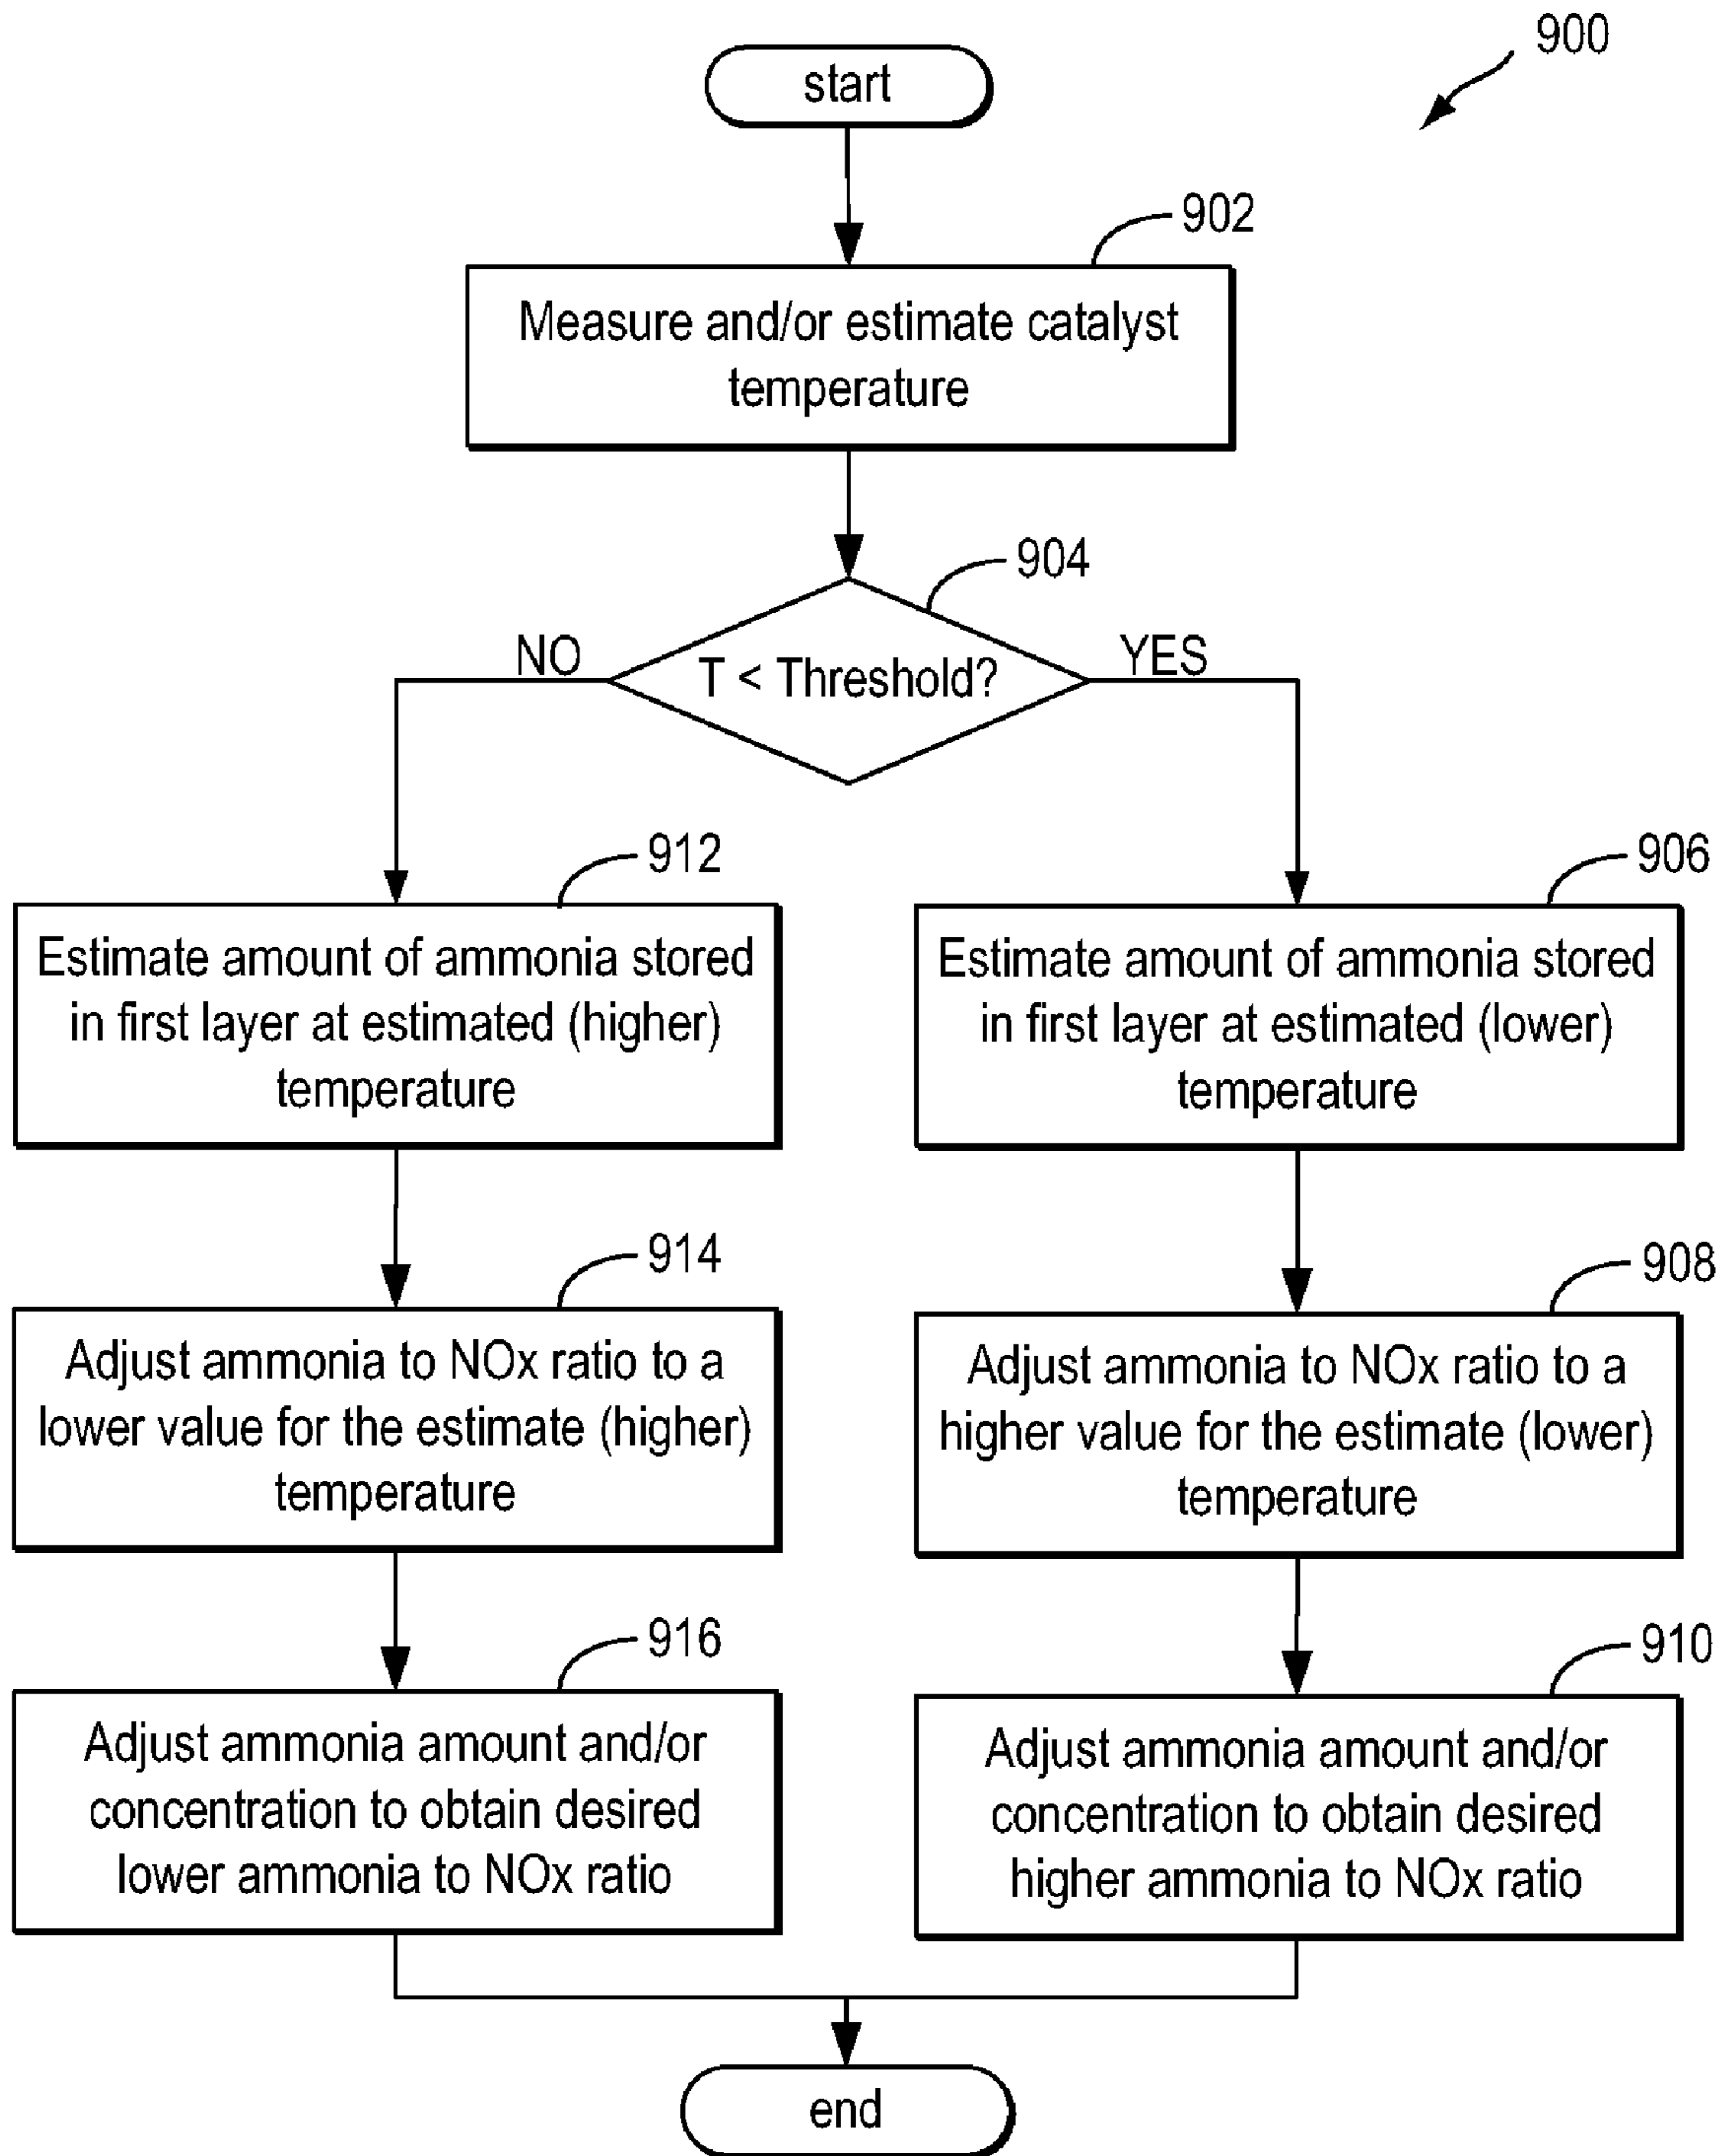 900
start
902
Measure and/or estimate catalyst
temperature
904
T < Threshold?
NO
YES
912
Estimate amount of ammonia stored
in first layer at estimated (higher)
temperature
906
Estimate amount of ammonia stored
in first layer at estimated (lower)
temperature
914
Adjust ammonia to NOx ratio to a
lower value for the estimate (higher)
temperature
908
Adjust ammonia to NOx ratio to a
higher value for the estimate (lower)
temperature
916
Adjust ammonia amount and/or
concentration to obtain desired
lower ammonia to NOx ratio
910
Adjust ammonia amount and/or
concentration to obtain desired
higher ammonia to NOx ratio
end